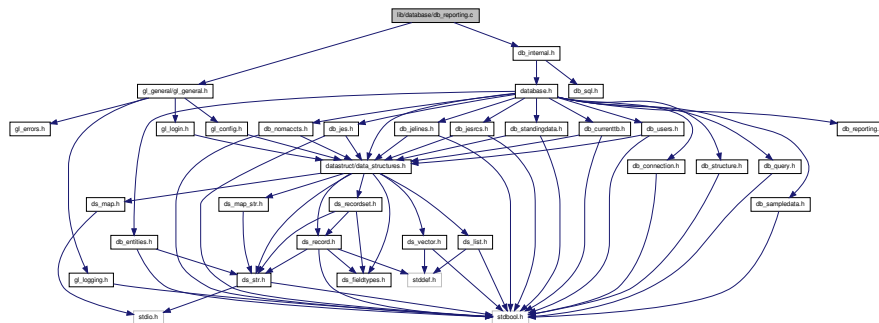 lib/database/db_reporting.c
db_internal.h
gl_general/gl_general.h
database.h
db_sql.h
gl_errors.h
gl_login.h
gl_config.h
db_nomaccts.h
db_jes.h
db_jelines.h
db_jesrcs.h
db_standingdata.h
db_currenttb.h
db_users.h
db_reporting.
datastruct/data_structures.h
db_connection.h
db_structure.h
db_query.h
ds_map.h
ds_map_str.h
ds_recordset.h
db_sampledata.h
db_entities.h
ds_record.h
ds_vector.h
ds_list.h
gl_logging.h
ds_str.h
ds_fieldtypes.h
stddef.h
stdio.h
stdbool.h